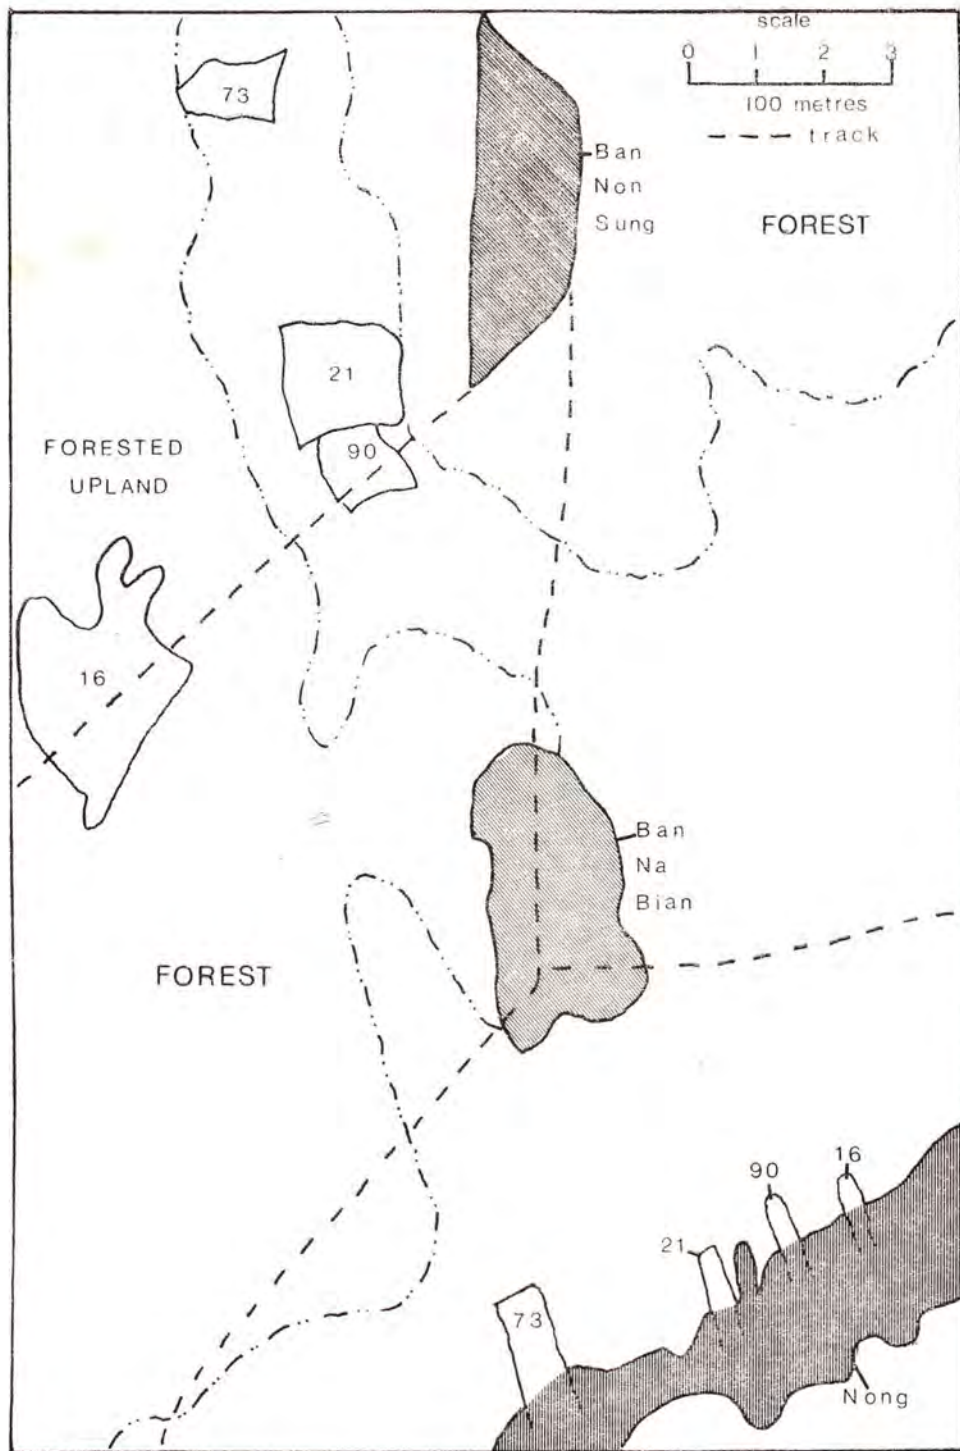 scale
0 1 2 3
100 metres
track
73
Ban
Non
Sung
FOREST
21
90
FORESTED
UPLAND
16
Ban
Na
Bian
FOREST
16
90
21
73
Nong